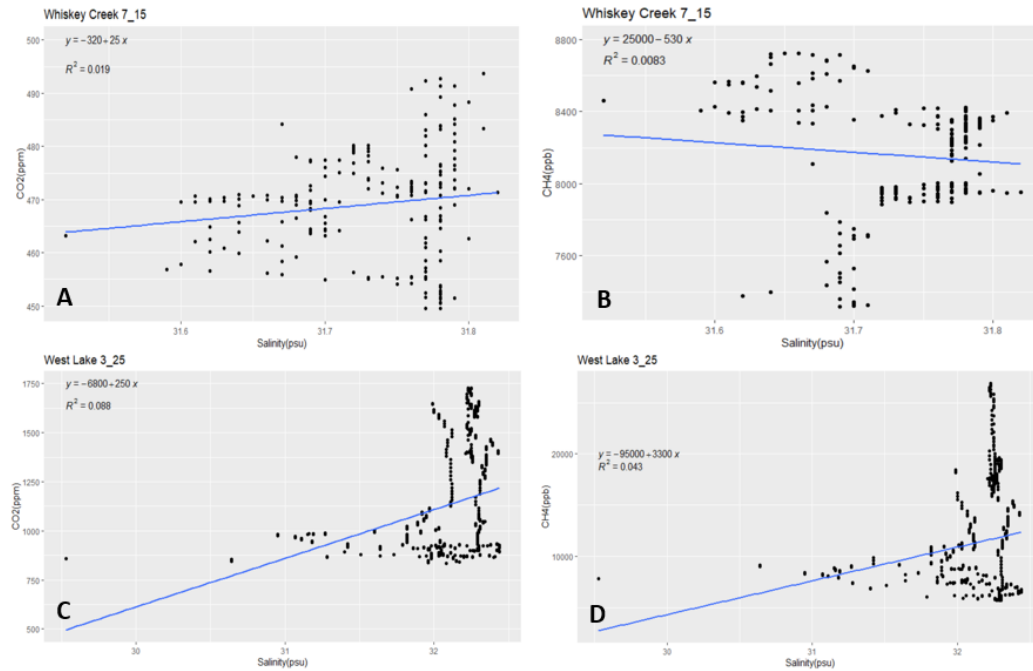 Whiskey Creek 7_15
y = −320+25 x
R² = 0.019
500
490
480
470
460
450
CO2(ppm)
A
31.6
31.7
31.8
Salinity(psu)
Whiskey Creek 7_15
y = 25000−530 x
R² = 0.0083
8800
8400
8000
7600
CH4(ppb)
B
31.6
31.7
31.8
Salinity(psu)
West Lake 3_25
y = −6800+250 x
R² = 0.088
1750
1500
1250
1000
750
500
CO2(ppm)
C
30
31
32
Salinity(psu)
West Lake 3_25
y = −95000+3300 x
R² = 0.043
20000
10000
CH4(ppb)
D
30
31
32
Salinity(psu)